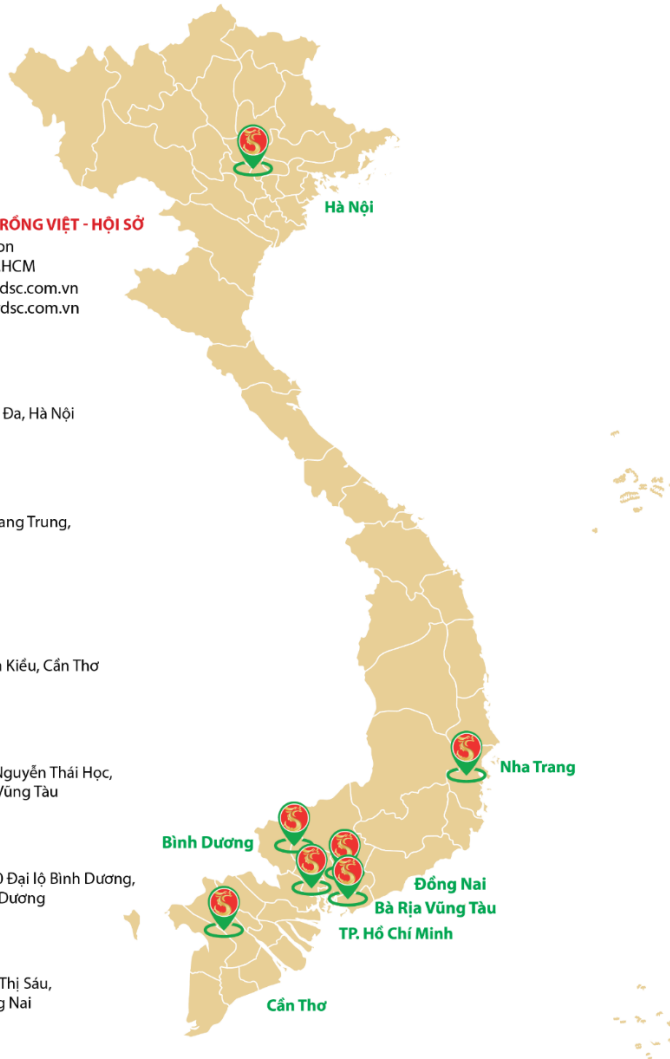 Hà Nội
RỒNG VIỆT - HỘI SỞ
on
.HCM
dsc.com.vn
dsc.com.vn
Đa, Hà Nội
ang Trung,
Kiều, Cần Thơ
Nguyễn Thái Học,
Vũng Tàu
Nha Trang
Bình Dương
0 Đại lộ Bình Dương,
Dương
Đồng Nai
Bà Rịa Vũng Tàu
TP. Hồ Chí Minh
Thị Sáu,
g Nai
Cần Thơ